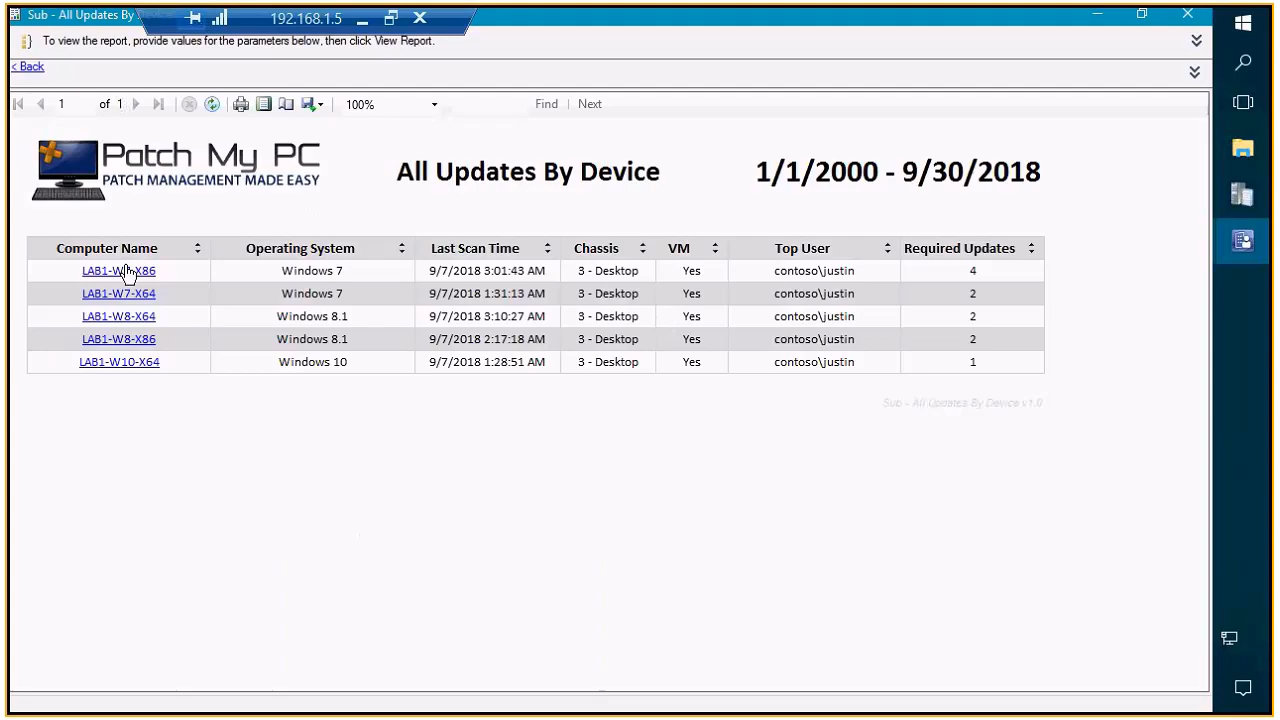 Sub - All Updates By Devic
192.168.1.5
To view the report, provide values for the parameters below, then click View Report.
< Back
1 of 1 100% Find Next
Patch My PC
PATCH MANAGEMENT MADE EASY
All Updates By Device
1/1/2000 - 9/30/2018
Computer Name Operating System Last Scan Time Chassis VM Top User Required Updates
Windows 7 9/7/2018 3:01:43 AM 3 - Desktop Yes contoso\justin 4
LAB1-W7-X64 Windows 7 9/7/2018 1:31:13 AM 3 - Desktop Yes contoso\justin 2
LAB1-W8-X64 Windows 8.1 9/7/2018 3:10:27 AM 3 - Desktop Yes contoso\justin 2
LAB1-W8-X86 Windows 8.1 9/7/2018 2:17:18 AM 3 - Desktop Yes contoso\justin 2
LAB1-W10-X64 Windows 10 9/7/2018 1:28:51 AM 3 - Desktop Yes contoso\justin 1
Sub - All Updates By Device v1.0